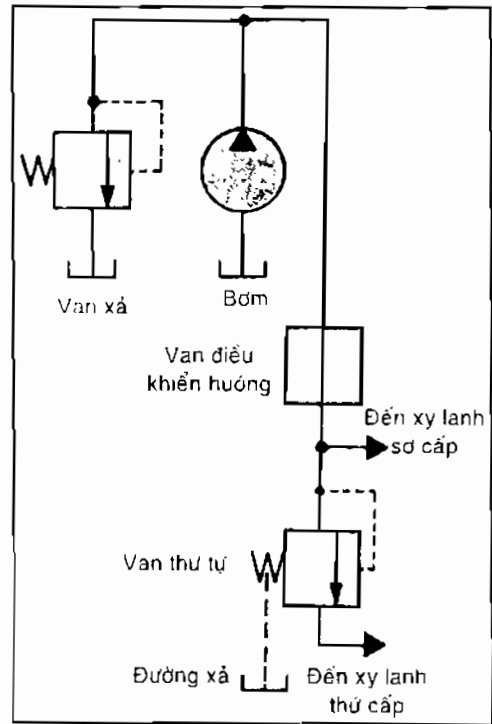 Van xả
Bơm
Van điều
khiển huóng
Đến xy lanh
sơ cấp
Van thư tự
Đường xả
Đến xy lanh
thứ cấp